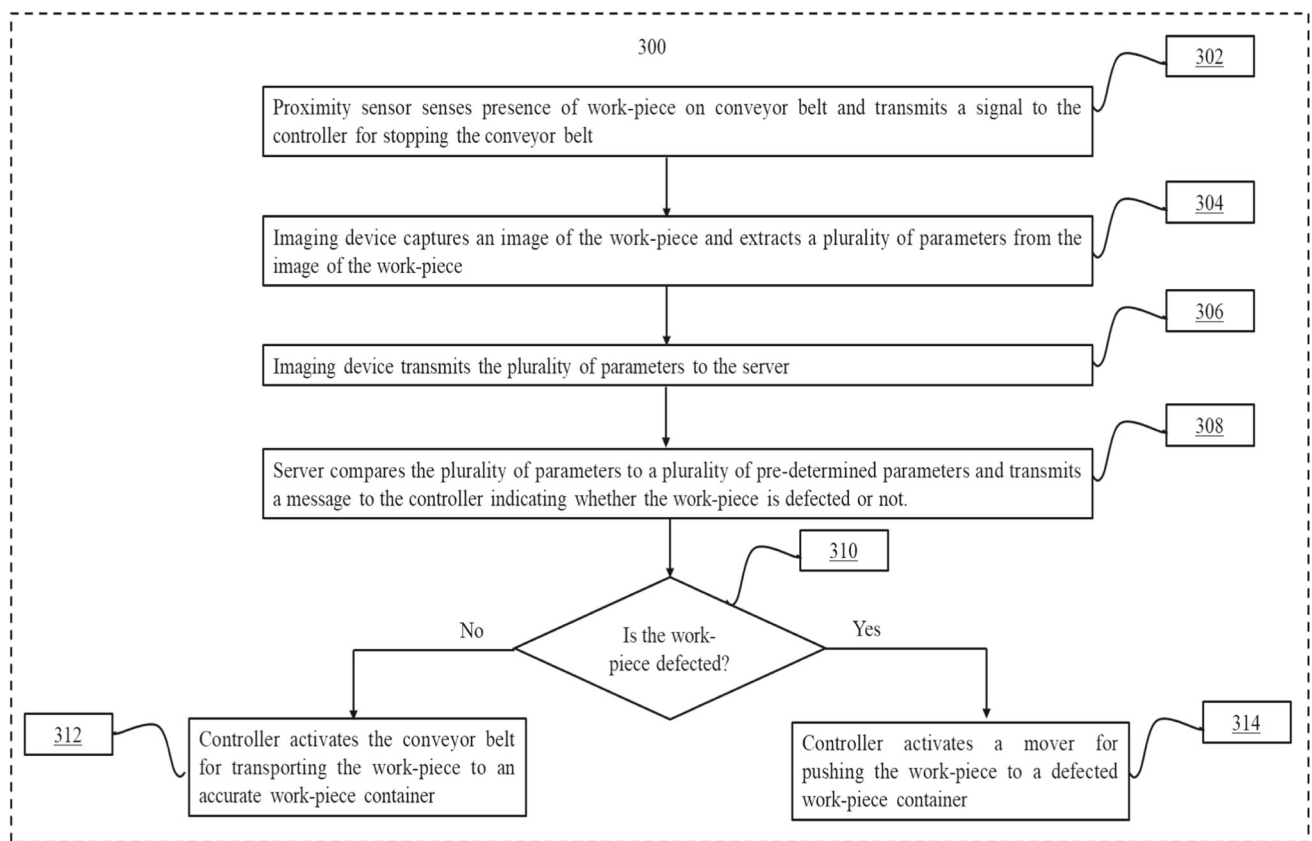 300
302
Proximity sensor senses presence of work-piece on conveyor belt and transmits a signal to the
controller for stopping the conveyor belt
304
Imaging device captures an image of the work-piece and extracts a plurality of parameters from the
image of the work-piece
306
Imaging device transmits the plurality of parameters to the server
308
Server compares the plurality of parameters to a plurality of pre-determined parameters and transmits
a message to the controller indicating whether the work-piece is defected or not.
310
Is the work-
piece defected?
No
Yes
312
Controller activates the conveyor belt
for transporting the work-piece to an
accurate work-piece container
314
Controller activates a mover for
pushing the work-piece to a defected
work-piece container